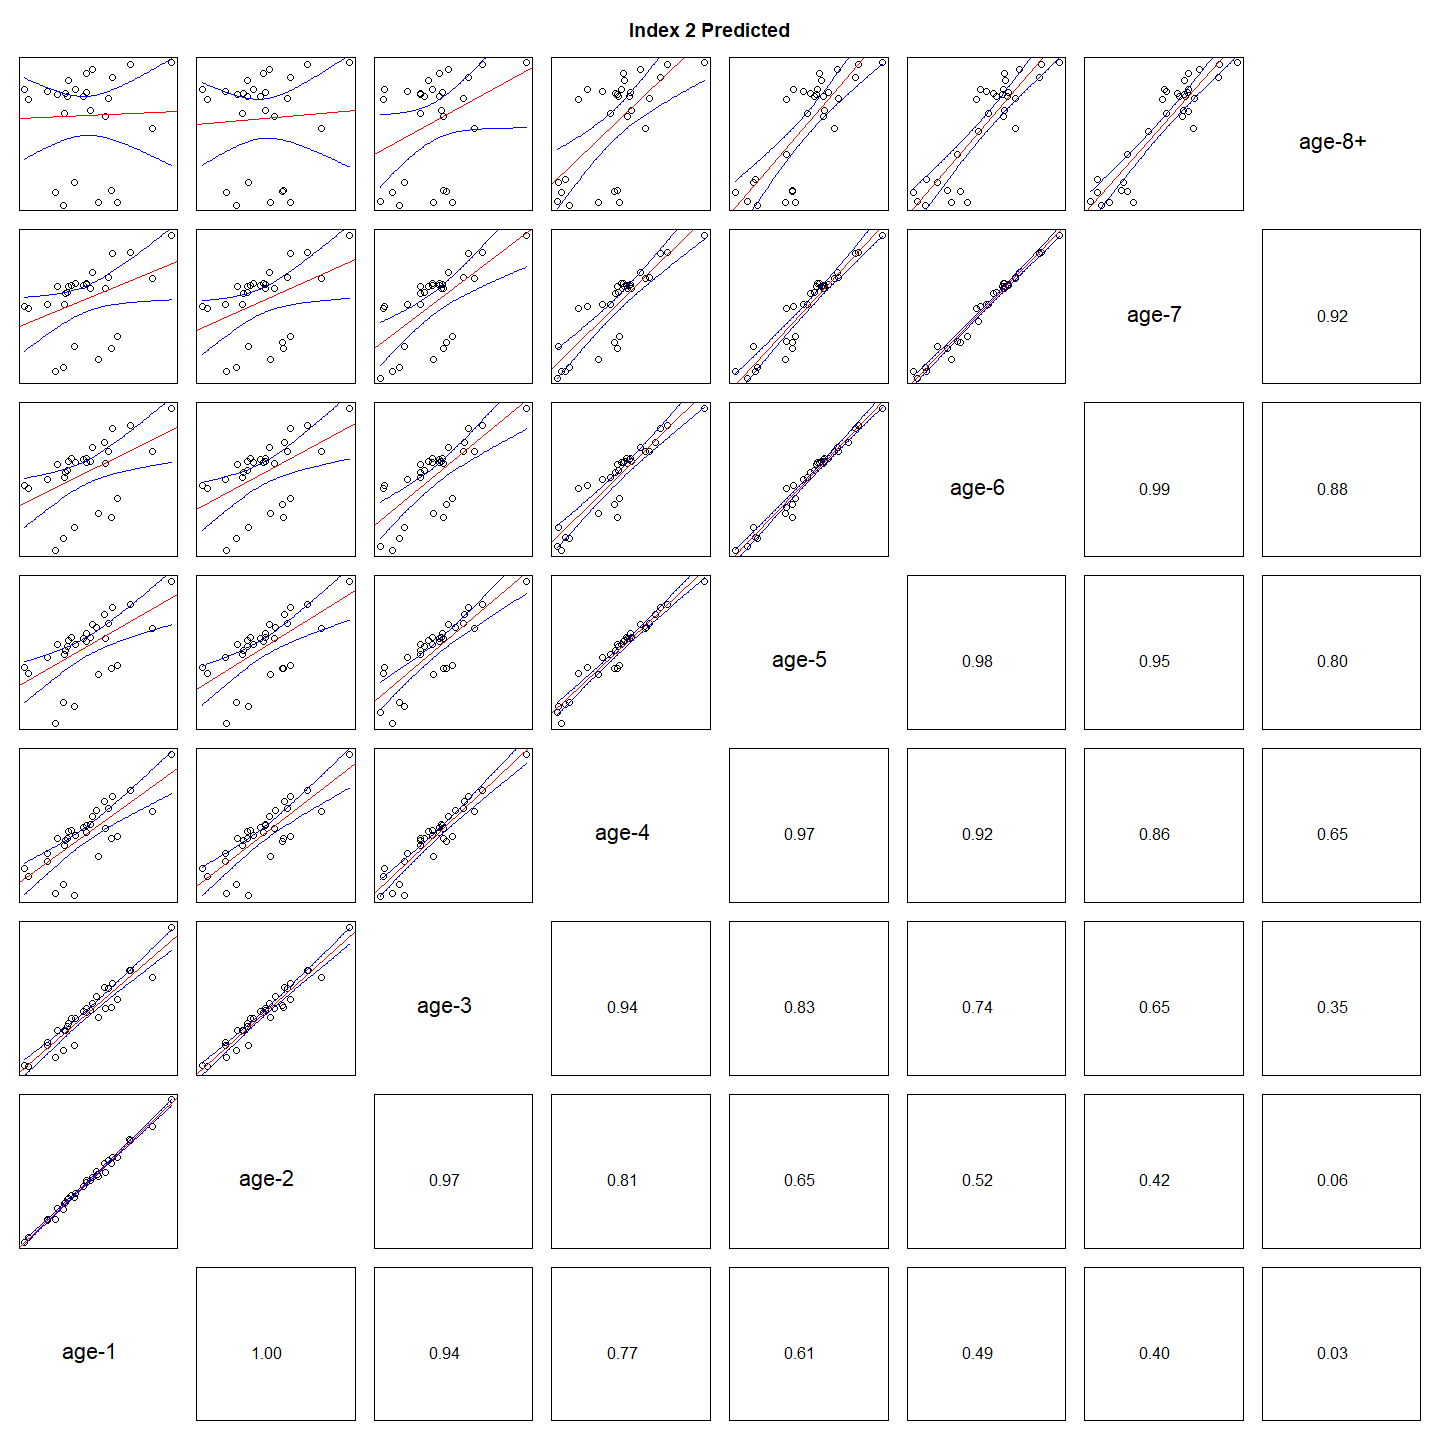 Index 2 Predicted
age-8+
age-7 0.92
age-6 0.99 0.88
age-5 0.98 0.95 0.80
age-4 0.97 0.92 0.86 0.65
age-3 0.94 0.83 0.74 0.65 0.35
age-2 0.97 0.81 0.65 0.52 0.42 0.06
age-1 1.00 0.94 0.77 0.61 0.49 0.40 0.03